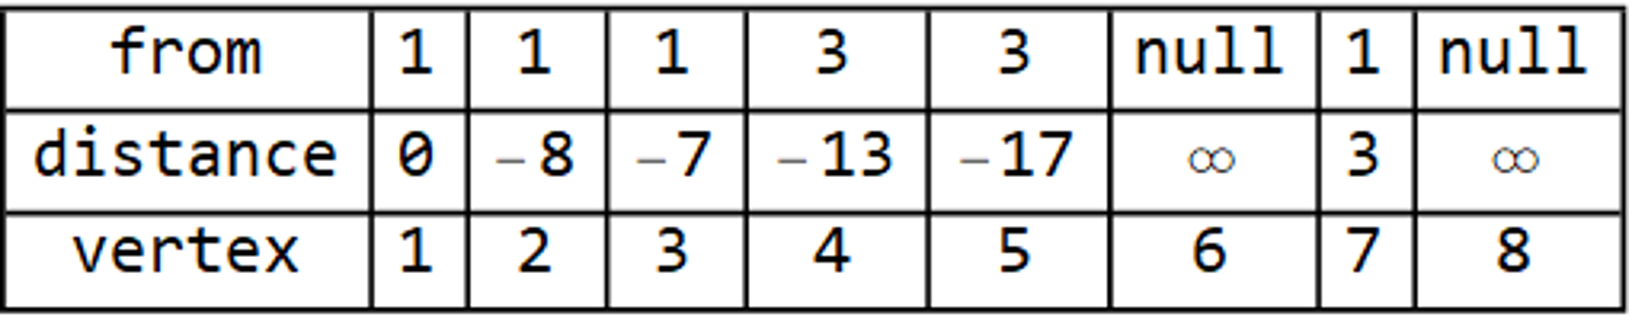 from 1 1 1 3 3 null 1 null
distance 0 −8 −7 −13 −17 ∞ 3 ∞
vertex 1 2 3 4 5 6 7 8